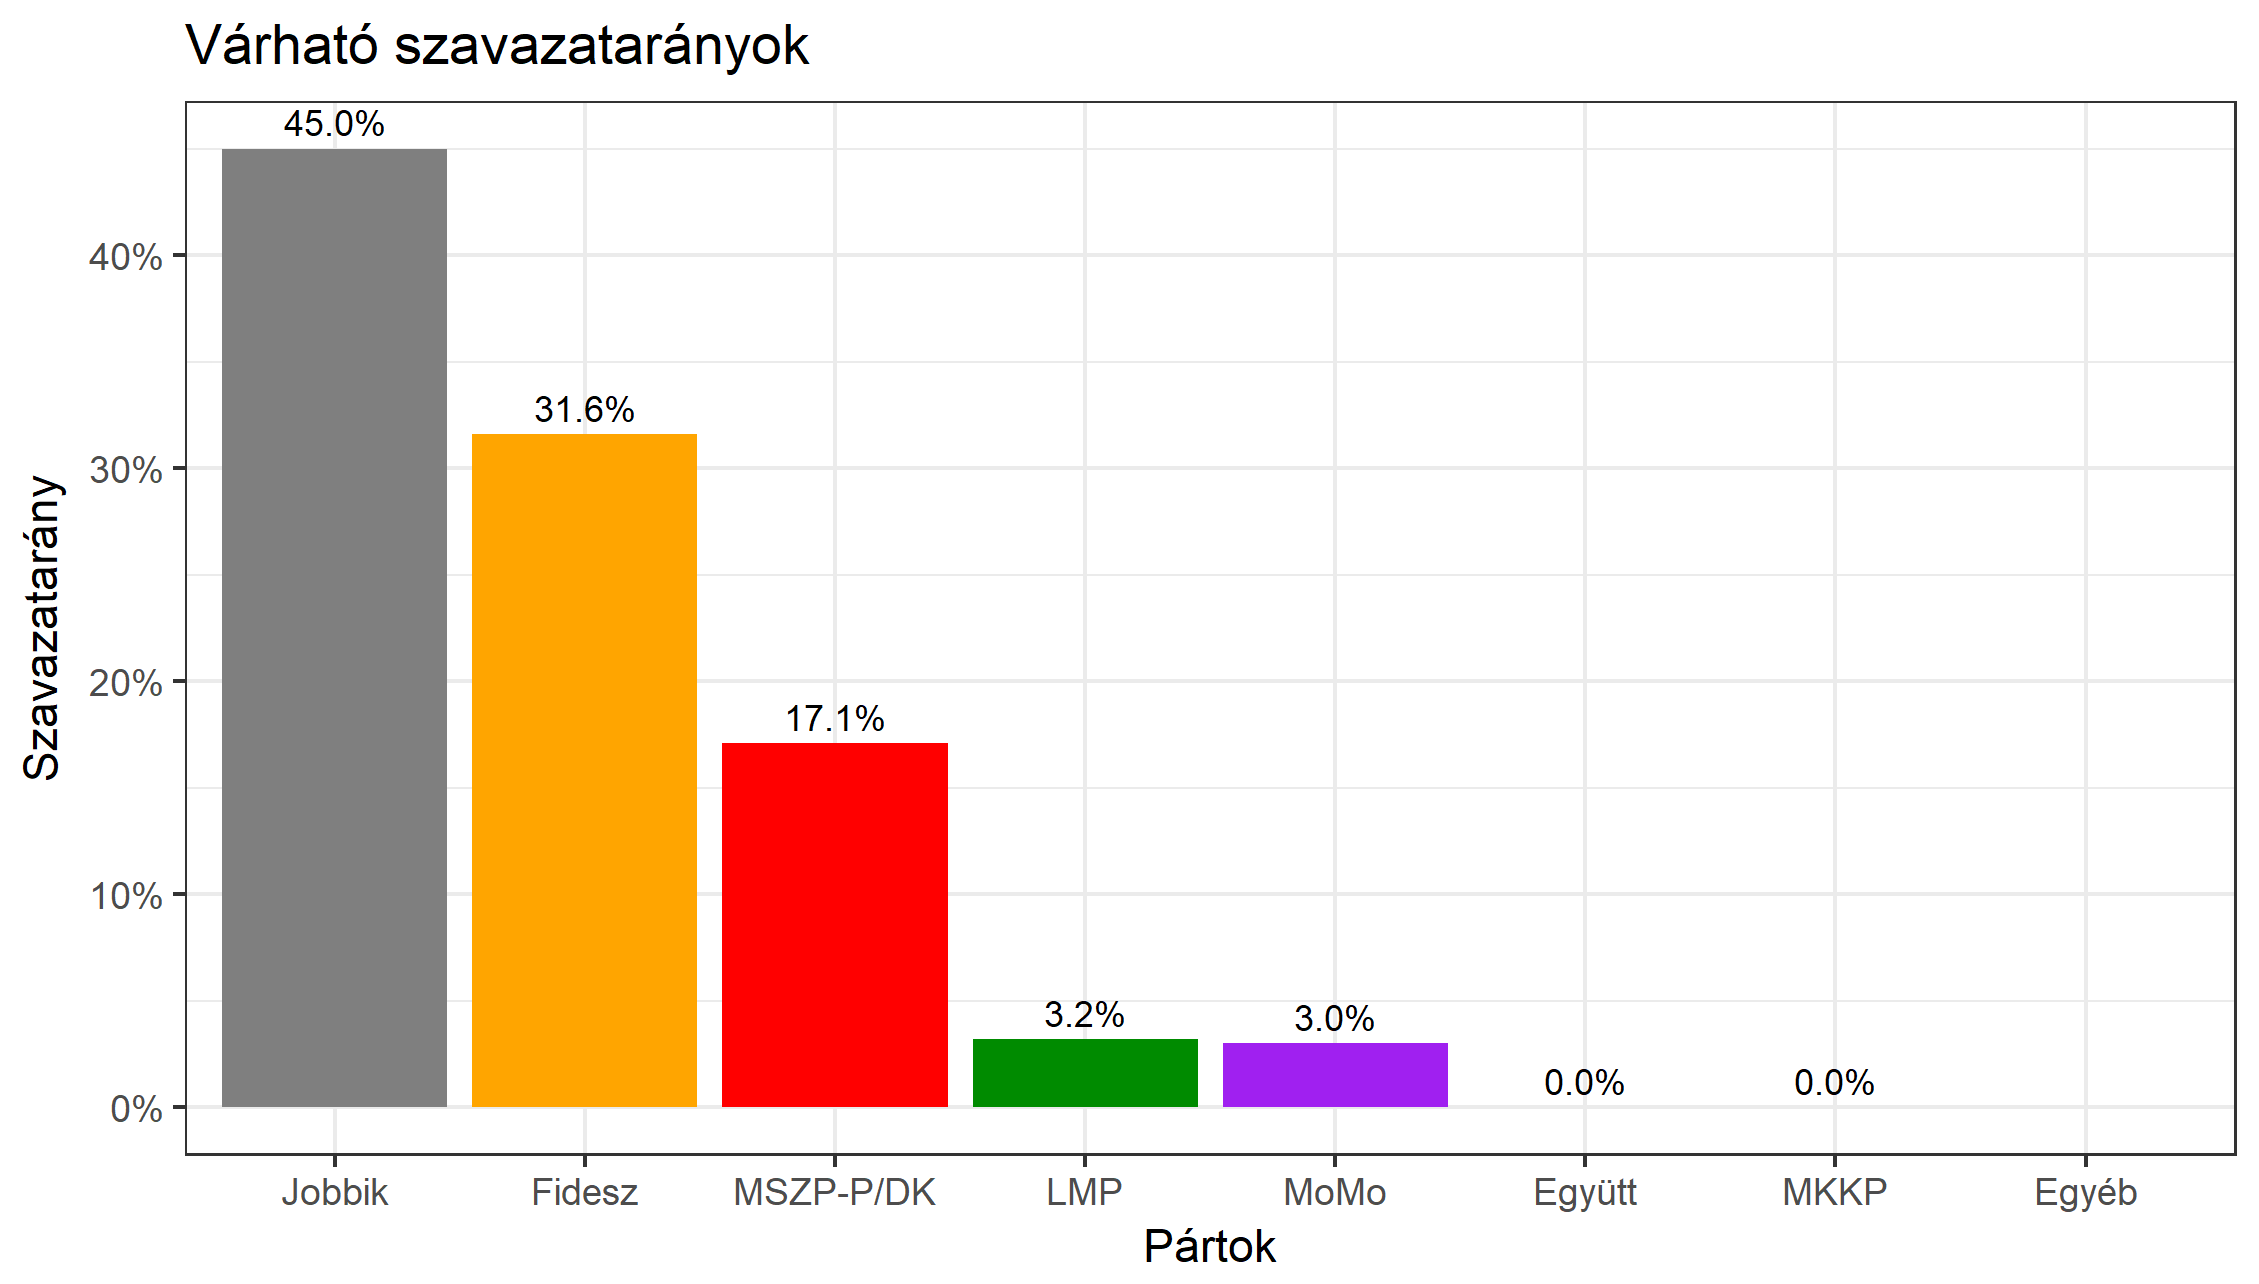 Várható szavazatarányok
45.0%
31.6%
17.1%
3.2%
3.0%
0.0%
0.0%
40%
30%
20%
10%
0%
Szavazatarány
Jobbik
Fidesz
MSZP-P/DK
LMP
MoMo
Együtt
MKKP
Egyéb
Pártok